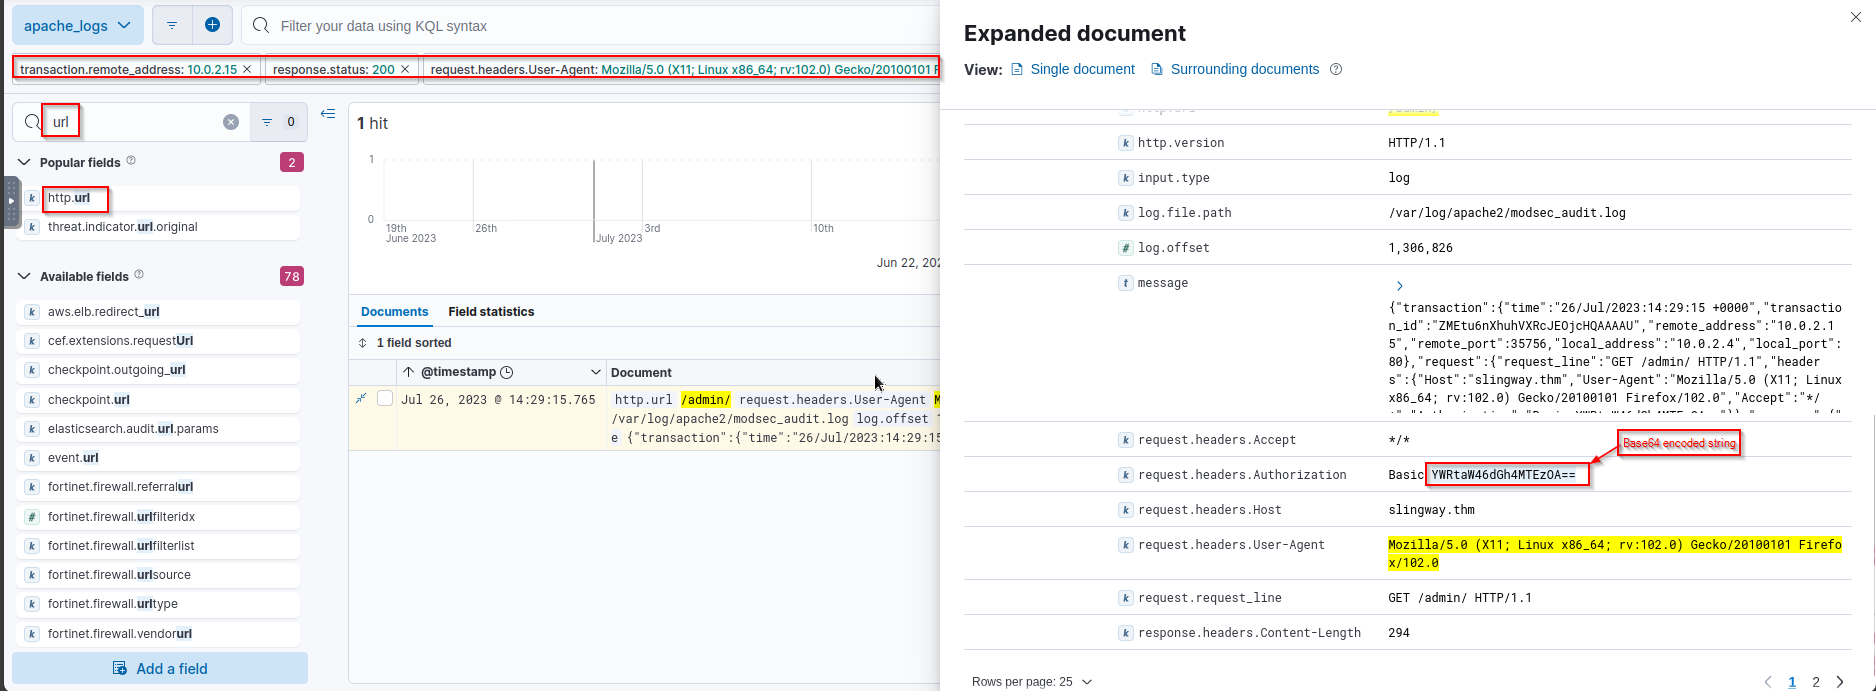 apache_logs
Filter your data using KQL syntax
transaction.remote_address: 10.0.2.15
response.status: 200
request.headers.User-Agent: Mozilla/5.0 (X11; Linux x86_64; rv:102.0) Gecko/20100101 F
url
0
1 hit
Popular fields
2
http.url
threat.indicator.url.original
Available fields
78
aws.elb.redirect_url
cef.extensions.requestUrl
checkpoint.outgoing_url
checkpoint.url
elasticsearch.audit.url.params
event.url
fortinet.firewall.referralurl
fortinet.firewall.urlfilteridx
fortinet.firewall.urlfilterlist
fortinet.firewall.urlsource
fortinet.firewall.urltype
fortinet.firewall.vendorurl
Add a field
1
0
19th
June 2023
26th
July 2023
3rd
10th
Jun 22, 202
Documents
Field statistics
1 field sorted
@timestamp
Document
Jul 26, 2023 @ 14:29:15.765
http.url /admin/ request.headers.User-Agent M
/var/log/apache2/modsec_audit.log log.offset 1
e {"transaction":{"time":"26/Jul/2023:14:29:15
Expanded document
View:
Single document
Surrounding documents
http.url
/admin/
http.version
HTTP/1.1
input.type
log
log.file.path
/var/log/apache2/modsec_audit.log
log.offset
1,306,826
message
{"transaction":{"time":"26/Jul/2023:14:29:15 +0000","transactio
n_id":"ZMEtu6nXhuhVXRcJEOjcHQAAAAU","remote_address":"10.0.2.1
5","remote_port":35756,"local_address":"10.0.2.4","local_port":
80},"request":{"request_line":"GET /admin/ HTTP/1.1","header
s":{"Host":"slingway.thm","User-Agent":"Mozilla/5.0 (X11; Linux
x86_64; rv:102.0) Gecko/20100101 Firefox/102.0","Accept":"*/
request.headers.Accept
*/*
Base64 encoded string
request.headers.Authorization
Basic YWRtaW46dGh4MTEzOA==
request.headers.Host
slingway.thm
request.headers.User-Agent
Mozilla/5.0 (X11; Linux x86_64; rv:102.0) Gecko/20100101 Firefo
x/102.0
request.request_line
GET /admin/ HTTP/1.1
response.headers.Content-Length
294
Rows per page: 25
1
2